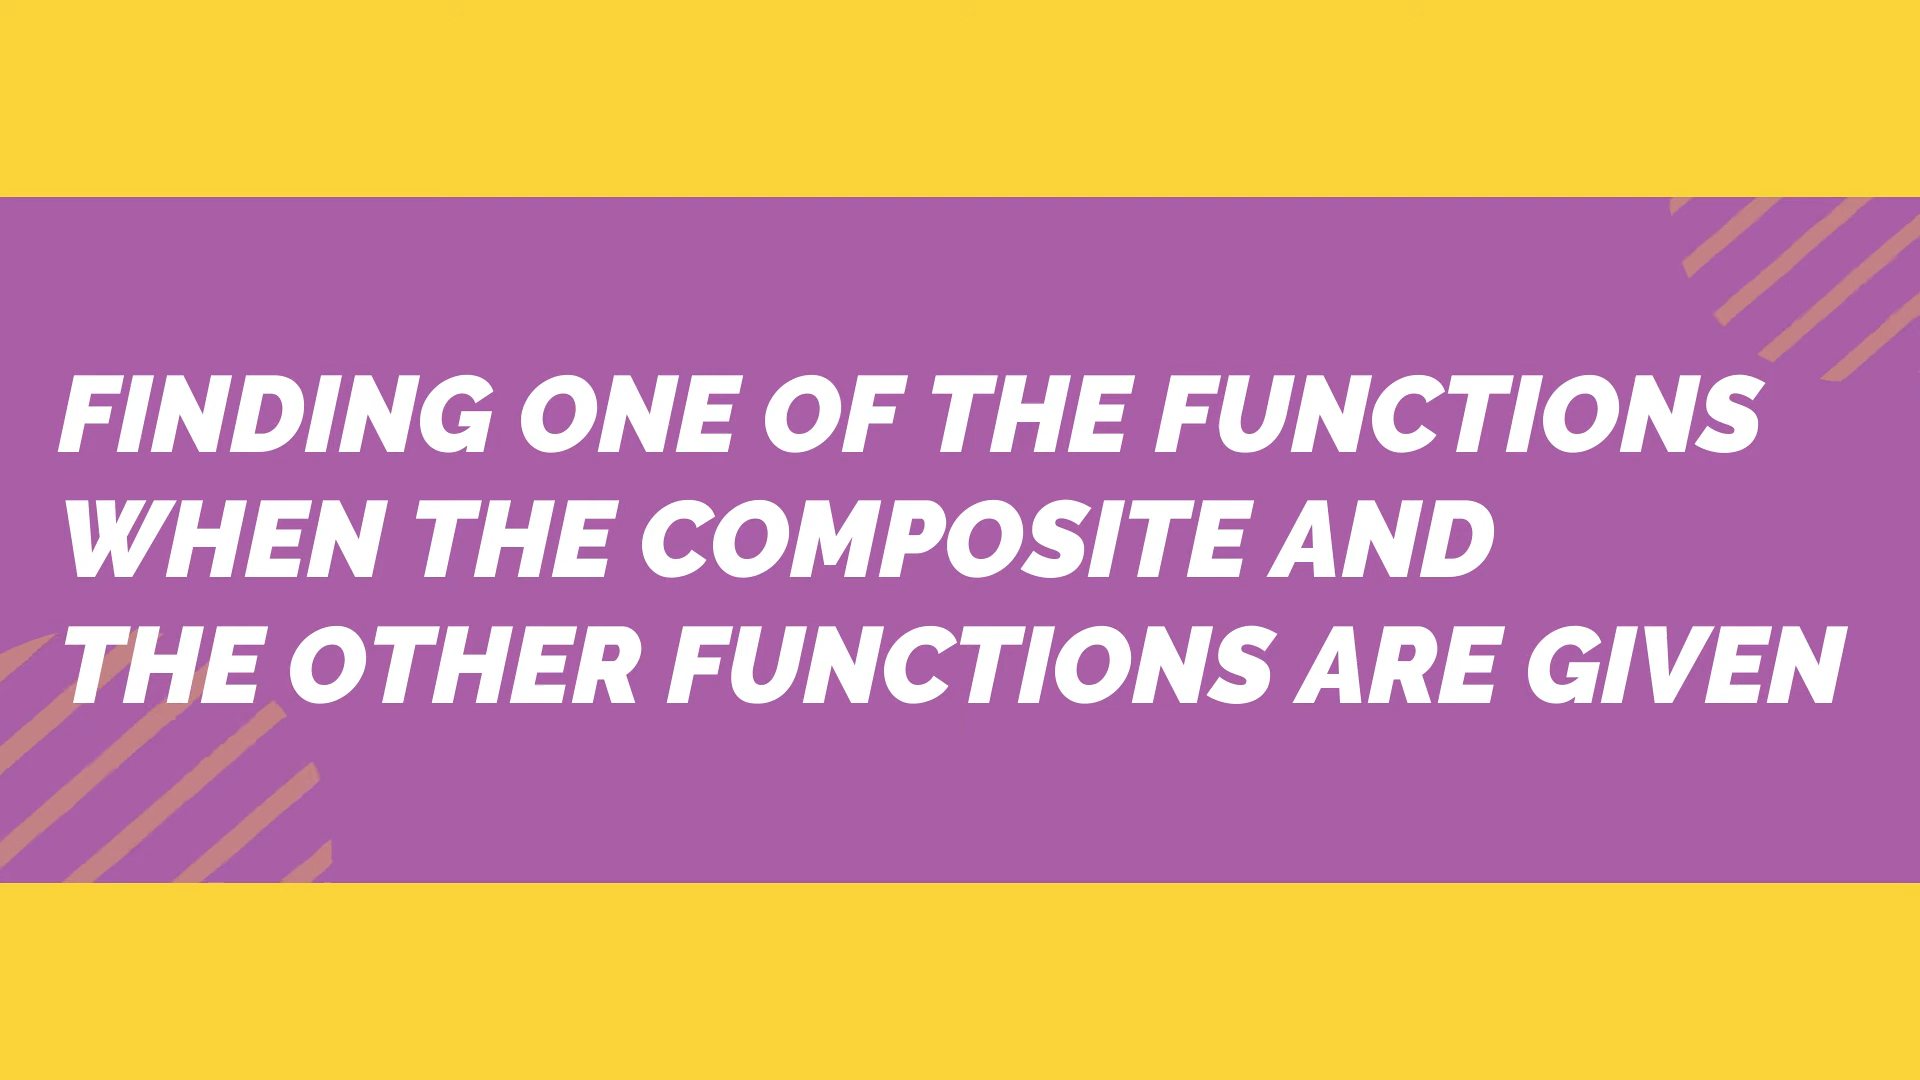 FINDING ONE OF THE FUNCTIONS
WHEN THE COMPOSITE AND
THE OTHER FUNCTIONS ARE GIVEN